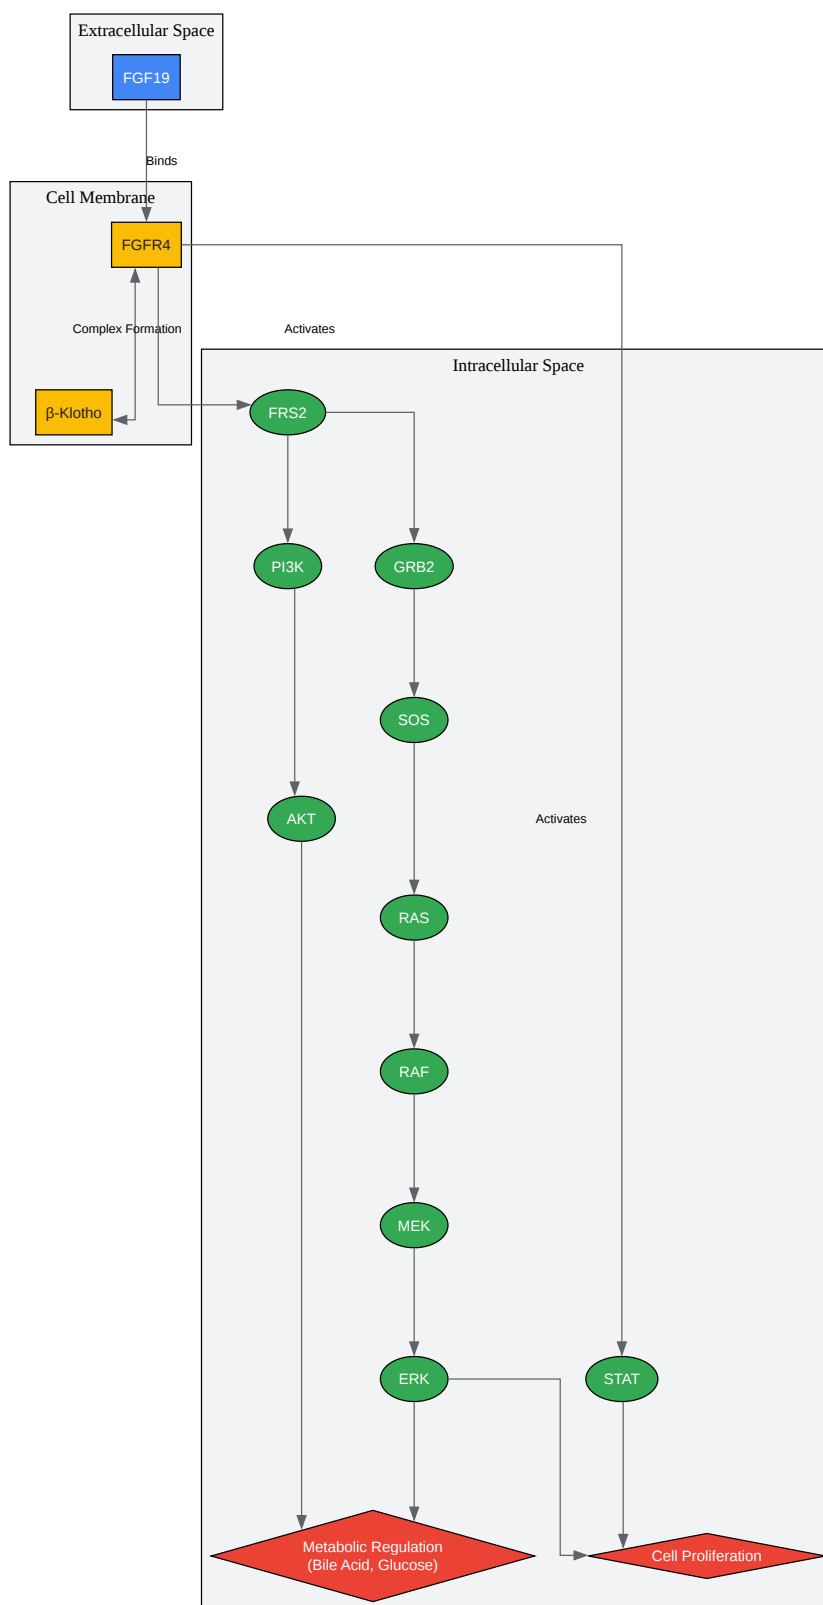 Extracellular Space
FGF19
Binds
Cell Membrane
FGFR4
Complex Formation
Activates
Intracellular Space
β-Klotho
FRS2
PI3K
GRB2
SOS
AKT
Activates
RAS
RAF
MEK
ERK
STAT
Metabolic Regulation
(Bile Acid, Glucose)
Cell Proliferation